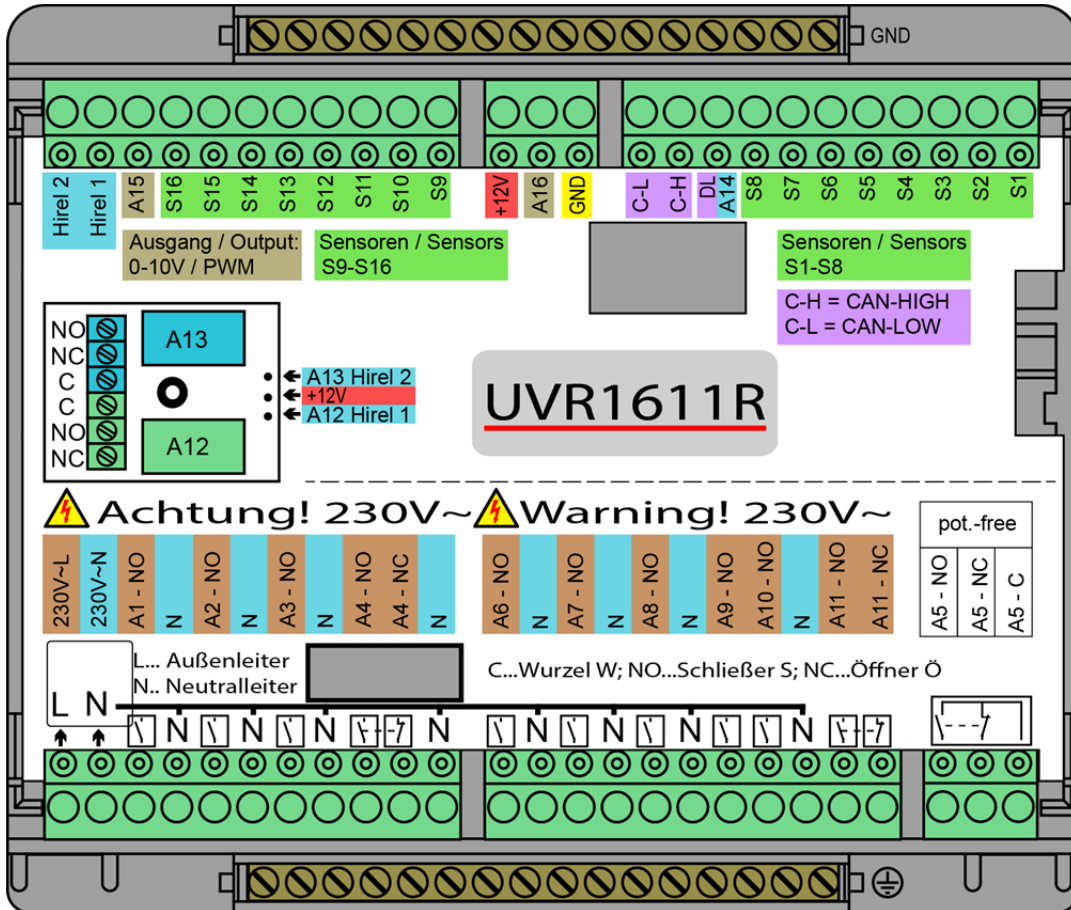 GND
Hirel 2
Hirel 1
A15
S16
S15
S14
S13
S12
S11
S10
S9
+12V
A16
GND
C-L
C-H
DL
A14
S8
S7
S6
S5
S4
S3
S2
S1
Ausgang / Output:
0-10V / PWM
Sensoren / Sensors
S9-S16
Sensoren / Sensors
S1-S8
C-H = CAN-HIGH
C-L = CAN-LOW
NO
NC
C
C
NO
NC
A13
A12
A13 Hirel 2
+12V
A12 Hirel 1
UVR1611R
Achtung! 230V~
Warning! 230V~
230V~L
230V~N
A1 - NO
N
A2 - NO
N
A3 - NO
N
A4 - NO
A4 - NC
N
A6 - NO
N
A7 - NO
N
A8 - NO
N
A9 - NO
A10 - NO
N
A11 - NO
A11 - NC
pot.-free
A5 - NO
A5 - NC
A5 - C
L... Außenleiter
N.. Neutralleiter
C...Wurzel W; NO...Schließer S; NC...Öffner Ö
L N
N N N N N N N N